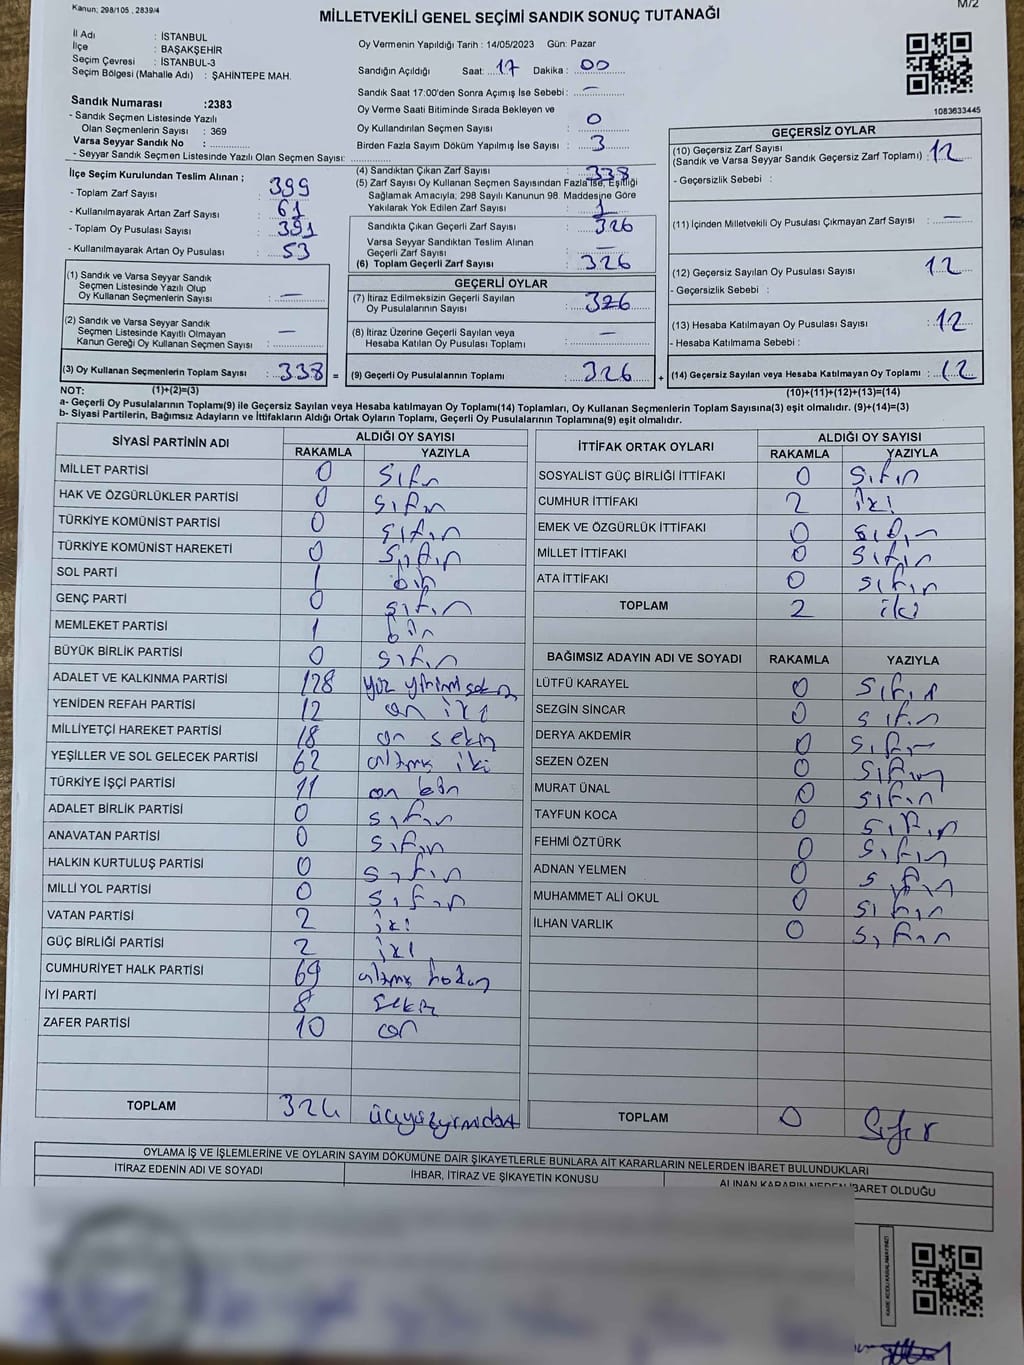 Kanun; 298/105 , 2839/4
MİLLETVEKİLİ GENEL SEÇİMİ SANDIK SONUÇ TUTANAĞI
M/2
İl Adı : İSTANBUL
İlçe : BAŞAKŞEHİR
Seçim Çevresi : İSTANBUL-3
Seçim Bölgesi (Mahalle Adı) : ŞAHİNTEPE MAH.
Oy Vermenin Yapıldığı Tarih : 14/05/2023 Gün: Pazar
Sandığın Açıldığı Saat: 17 Dakika : 00
Sandık Saat 17:00'den Sonra Açımış İse Sebebi : —
Oy Verme Saati Bitiminde Sırada Bekleyen ve
Oy Kullandırılan Seçmen Sayısı : 0
Birden Fazla Sayım Döküm Yapılmış İse Sayısı : 3
1083633445
Sandık Numarası :2383
- Sandık Seçmen Listesinde Yazılı
Olan Seçmenlerin Sayısı : 369
Varsa Seyyar Sandık No :
- Seyyar Sandık Seçmen Listesinde Yazılı Olan Seçmen Sayısı:
İlçe Seçim Kurulundan Teslim Alınan ;
- Toplam Zarf Sayısı : 399
- Kullanılmayarak Artan Zarf Sayısı : 61
- Toplam Oy Pusulası Sayısı : 391
- Kullanılmayarak Artan Oy Pusulası : 53
(4) Sandıktan Çıkan Zarf Sayısı : 338
(5) Zarf Sayısı Oy Kullanan Seçmen Sayısından Fazla İse, Eşitliği
Sağlamak Amacıyla; 298 Sayılı Kanunun 98. Maddesine Göre
Yakılarak Yok Edilen Zarf Sayısı : 1
Sandıkta Çıkan Geçerli Zarf Sayısı : 326
Varsa Seyyar Sandıktan Teslim Alınan
Geçerli Zarf Sayısı : —
(6) Toplam Geçerli Zarf Sayısı : 326
GEÇERSİZ OYLAR
(10) Geçersiz Zarf Sayısı
(Sandık ve Varsa Seyyar Sandık Geçersiz Zarf Toplamı) : 12
- Geçersizlik Sebebi :
(11) İçinden Milletvekili Oy Pusulası Çıkmayan Zarf Sayısı : —
(12) Geçersiz Sayılan Oy Pusulası Sayısı : 12
- Geçersizlik Sebebi :
(13) Hesaba Katılmayan Oy Pusulası Sayısı : 12
- Hesaba Katılmama Sebebi :
(1) Sandık ve Varsa Seyyar Sandık
Seçmen Listesinde Yazılı Olup
Oy Kullanan Seçmenlerin Sayısı : —
(2) Sandık ve Varsa Seyyar Sandık
Seçmen Listesinde Kayıtlı Olmayan
Kanun Gereği Oy Kullanan Seçmen Sayısı : —
GEÇERLİ OYLAR
(7) İtiraz Edilmeksizin Geçerli Sayılan
Oy Pusulalarının Sayısı : 326
(8) İtiraz Üzerine Geçerli Sayılan veya
Hesaba Katılan Oy Pusulası Toplamı : —
(3) Oy Kullanan Seçmenlerin Toplam Sayısı : 338 = (9) Geçerli Oy Pusulalarının Toplamı : 326 + (14) Geçersiz Sayılan veya Hesaba Katılmayan Oy Toplamı : 12
NOT: (1)+(2)=(3) (10)+(11)+(12)+(13)=(14)
a- Geçerli Oy Pusulalarının Toplamı(9) ile Geçersiz Sayılan veya Hesaba katılmayan Oy Toplamı(14) Toplamları, Oy Kullanan Seçmenlerin Toplam Sayısına(3) eşit olmalıdır. (9)+(14)=(3)
b- Siyasi Partilerin, Bağımsız Adayların ve İttifakların Aldığı Ortak Oyların Toplamı, Geçerli Oy Pusulalarının Toplamına(9) eşit olmalıdır.
SİYASİ PARTİNİN ADI ALDIĞI OY SAYISI
RAKAMLA YAZIYLA
MİLLET PARTİSİ 0 sıfır
HAK VE ÖZGÜRLÜKLER PARTİSİ 0 sıfır
TÜRKİYE KOMÜNİST PARTİSİ 0 sıfır
TÜRKİYE KOMÜNİST HAREKETİ 0 sıfır
SOL PARTİ 1 bir
GENÇ PARTİ 0 sıfır
MEMLEKET PARTİSİ 1 bir
BÜYÜK BİRLİK PARTİSİ 0 sıfır
ADALET VE KALKINMA PARTİSİ 128 yüz yirmi sekiz
YENİDEN REFAH PARTİSİ 12 on iki
MİLLİYETÇİ HAREKET PARTİSİ 18 on sekiz
YEŞİLLER VE SOL GELECEK PARTİSİ 62 altmış iki
TÜRKİYE İŞÇİ PARTİSİ 11 on bir
ADALET BİRLİK PARTİSİ 0 sıfır
ANAVATAN PARTİSİ 0 sıfır
HALKIN KURTULUŞ PARTİSİ 0 sıfır
MİLLİ YOL PARTİSİ 0 sıfır
VATAN PARTİSİ 2 iki
GÜÇ BİRLİĞİ PARTİSİ 2 iki
CUMHURİYET HALK PARTİSİ 69 altmış dokuz
İYİ PARTİ 8 sekiz
ZAFER PARTİSİ 10 on
TOPLAM 324 üçyüzyirmidört
İTTİFAK ORTAK OYLARI ALDIĞI OY SAYISI
RAKAMLA YAZIYLA
SOSYALİST GÜÇ BİRLİĞİ İTTİFAKI 0 sıfır
CUMHUR İTTİFAKI 2 iki
EMEK VE ÖZGÜRLÜK İTTİFAKI 0 sıfır
MİLLET İTTİFAKI 0 sıfır
ATA İTTİFAKI 0 sıfır
TOPLAM 2 iki
BAĞIMSIZ ADAYIN ADI VE SOYADI RAKAMLA YAZIYLA
LÜTFÜ KARAYEL 0 sıfır
SEZGİN SİNCAR 0 sıfır
DERYA AKDEMİR 0 sıfır
SEZEN ÖZEN 0 sıfır
MURAT ÜNAL 0 sıfır
TAYFUN KOCA 0 sıfır
FEHMİ ÖZTÜRK 0 sıfır
ADNAN YELMEN 0 sıfır
MUHAMMET ALİ OKUL 0 sıfır
İLHAN VARLIK 0 sıfır
TOPLAM 0 Sıfır
OYLAMA İŞ VE İŞLEMLERİNE VE OYLARIN SAYIM DÖKÜMÜNE DAİR ŞİKAYETLERLE BUNLARA AİT KARARLARIN NELERDEN İBARET BULUNDUKLARI
İTİRAZ EDENİN ADI VE SOYADI İHBAR, İTİRAZ VE ŞİKAYETİN KONUSU ALINAN KARARIN NEDEN İBARET OLDUĞU